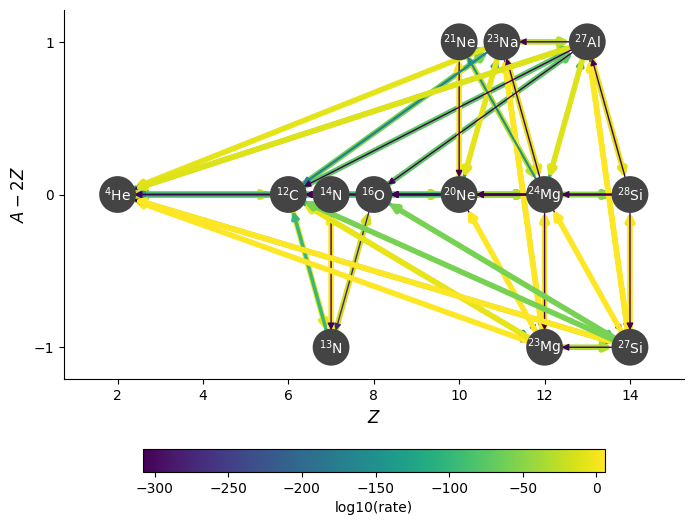 1
0
−1
A − 2Z
²¹Ne ²³Na ²⁷Al
⁴He ¹²C ¹⁴N ¹⁶O ²⁰Ne ²⁴Mg ²⁸Si
¹³N ²³Mg ²⁷Si
2 4 6 8 10 12 14
Z
−300 −250 −200 −150 −100 −50 0
log10(rate)